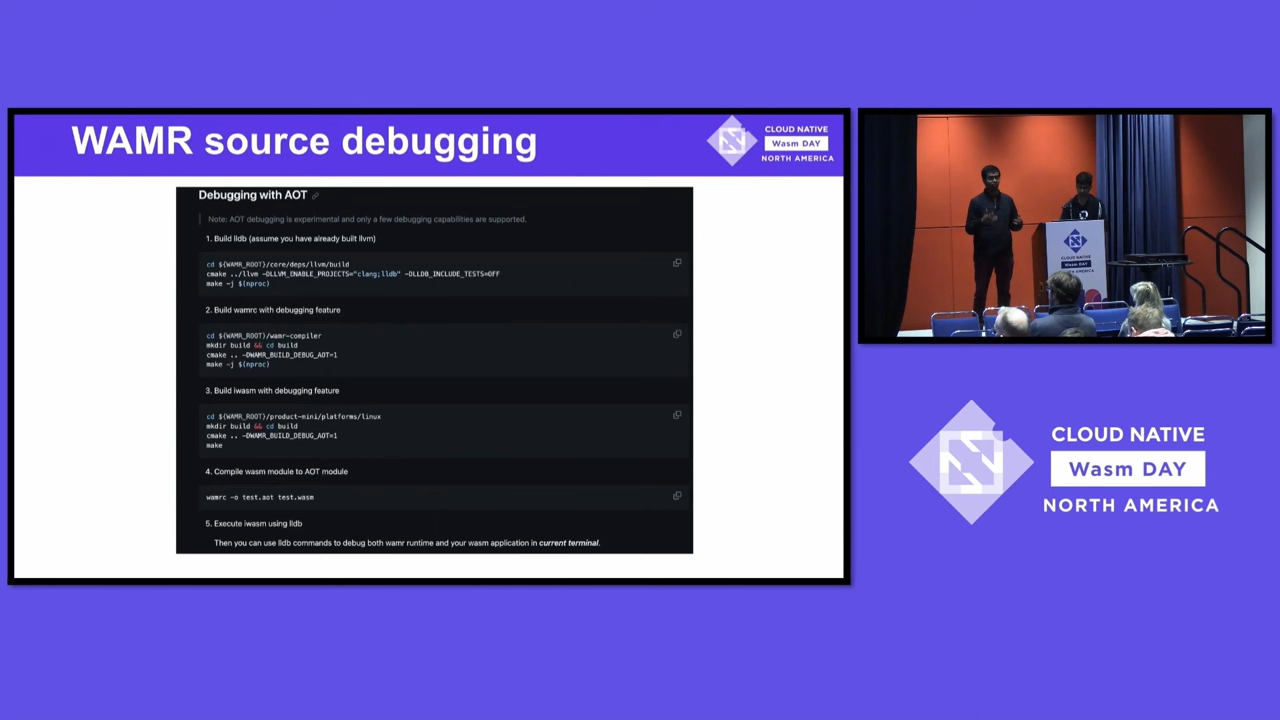 WAMR source debugging
CLOUD NATIVE
Wasm DAY
NORTH AMERICA
Debugging with AOT
Note: AOT debugging is experimental and only a few debugging capabilities are supported.
1. Build lldb (assume you have already built llvm)
cd ${WAMR_ROOT}/core/deps/llvm/build
cmake ../llvm -DLLVM_ENABLE_PROJECTS="clang;lldb" -DLLDB_INCLUDE_TESTS=OFF
make -j $(nproc)
2. Build wamrc with debugging feature
cd ${WAMR_ROOT}/wamr-compiler
mkdir build && cd build
cmake .. -DWAMR_BUILD_DEBUG_AOT=1
make -j $(nproc)
3. Build iwasm with debugging feature
cd ${WAMR_ROOT}/product-mini/platforms/linux
mkdir build && cd build
cmake .. -DWAMR_BUILD_DEBUG_AOT=1
make
4. Compile wasm module to AOT module
wamrc -o test.aot test.wasm
5. Execute iwasm using lldb
Then you can use lldb commands to debug both wamr runtime and your wasm application in current terminal.
CLOUD NATIVE
Wasm DAY
NORTH AMERICA